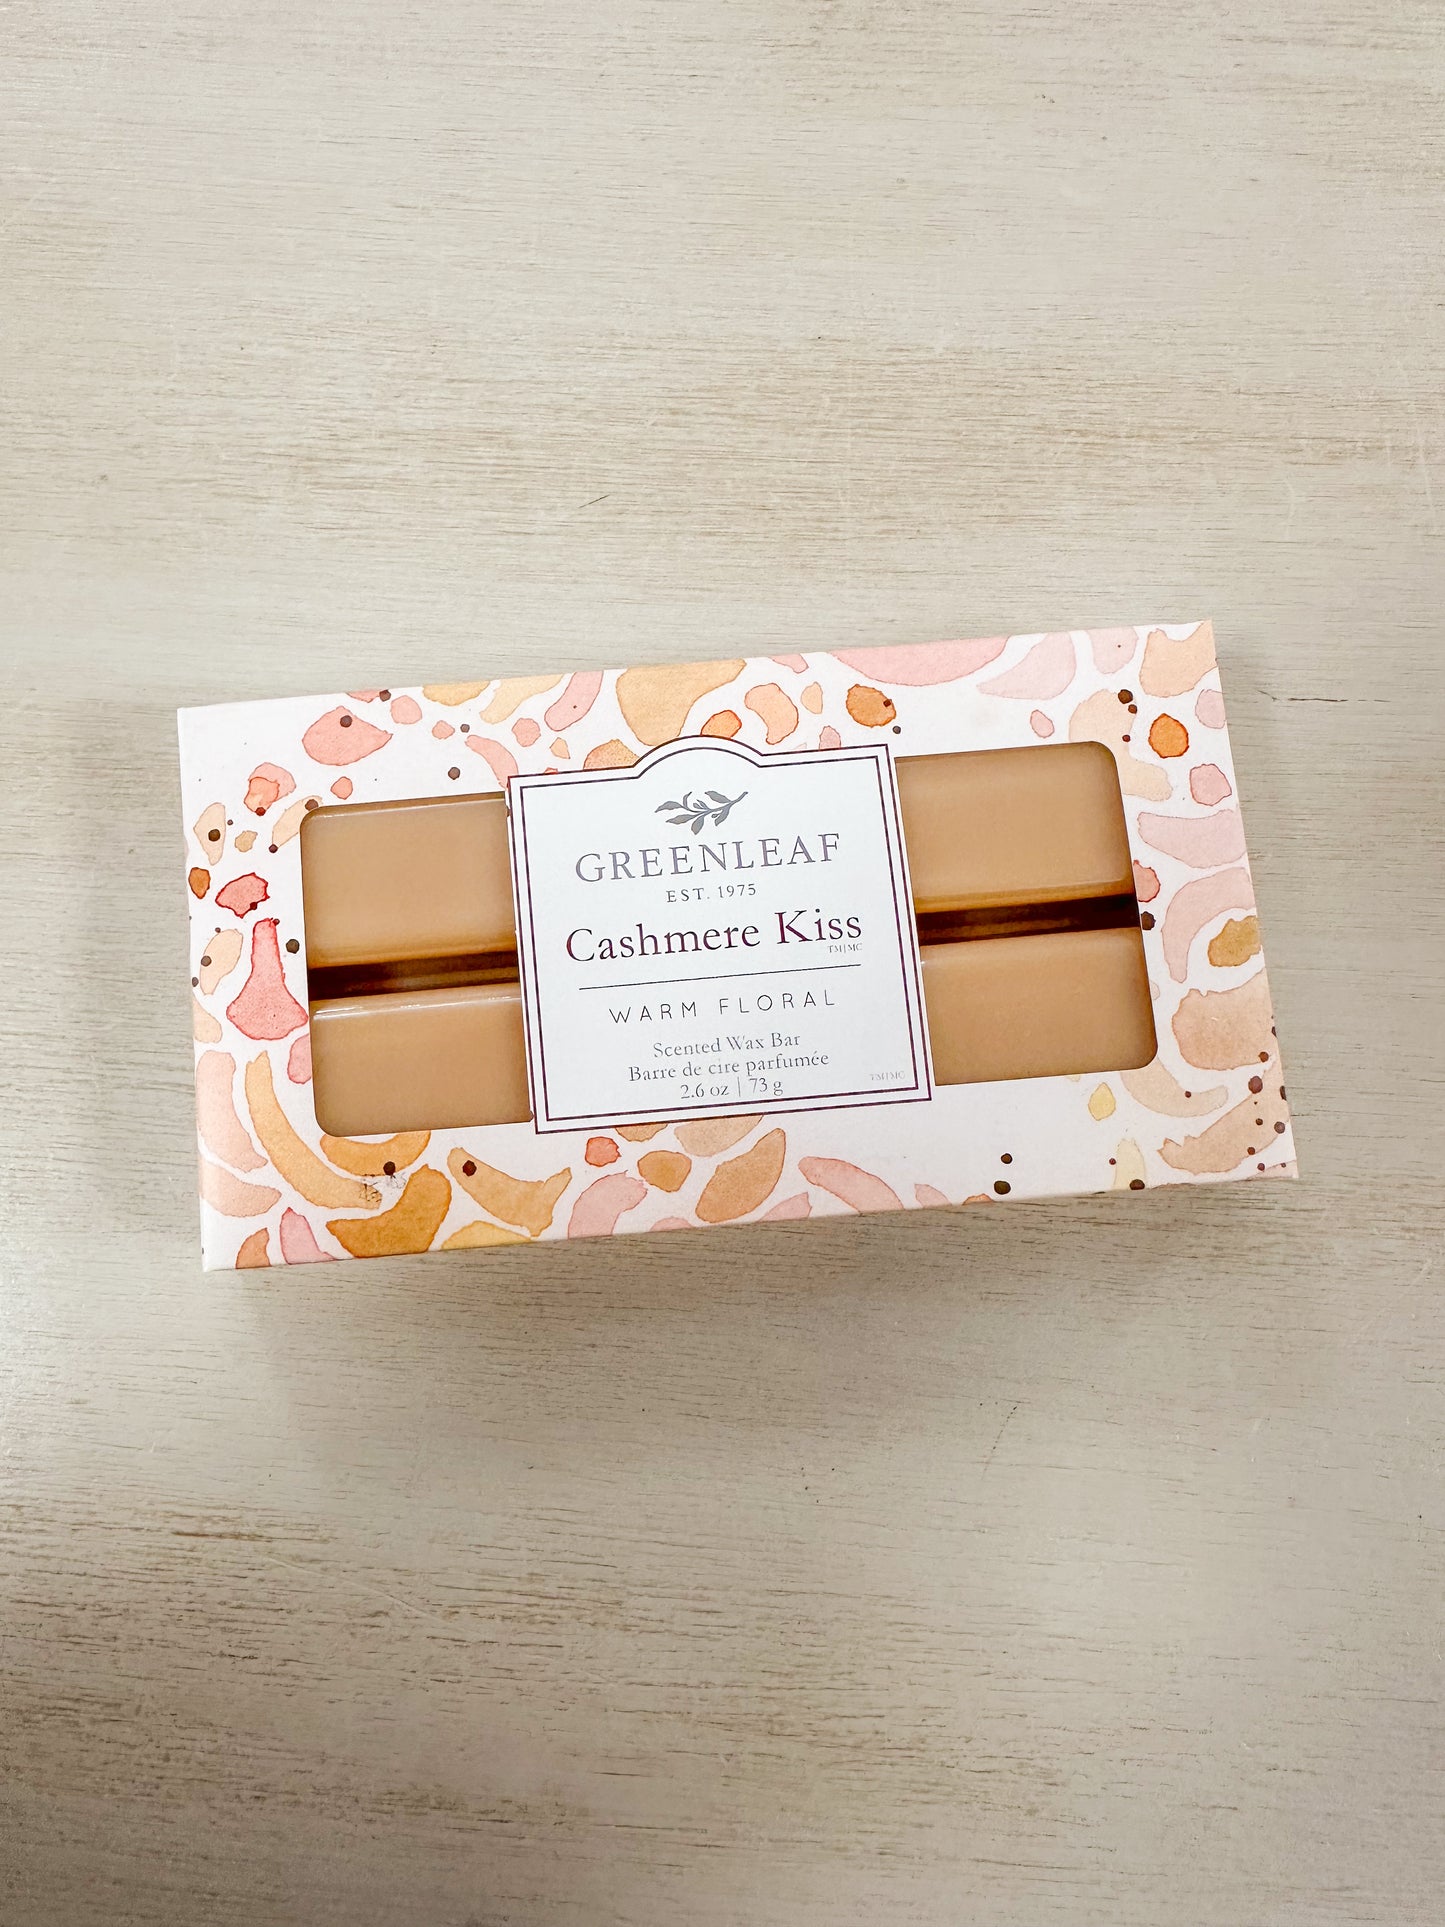 GREENLEAF
EST. 1975
Cashmere Kiss
TM|MC
WARM FLORAL
Scented Wax Bar
Barre de cire parfumée
2.6 oz | 73 g
TM|MC